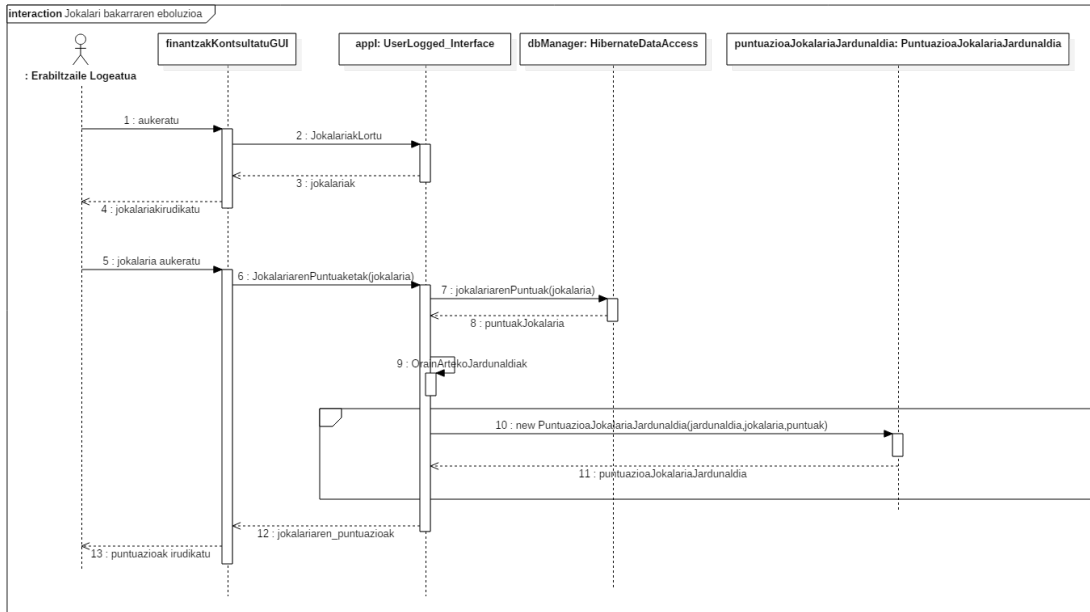 interaction Jokalari bakarraren eboluzioa
finantzakKontsultatuGUI
appI: UserLogged_Interface
dbManager: HibernateDataAccess
puntuazioaJokalariaJardunaldia: PuntuazioaJokalariaJardunaldia
: Erabiltzaile Logeatua
1 : aukeratu
2 : JokalariakLortu
3 : jokalariak
4 : jokalariakirudikatu
5 : jokalaria aukeratu
6 : JokalariarenPuntuaketak(jokalaria)
7 : jokalariarenPuntuak(jokalaria)
8 : puntuakJokalaria
9 : OrainArtekoJardunaldiak
10 : new PuntuazioaJokalariaJardunaldia(jardunaldia,jokalaria,puntuak)
11 : puntuazioaJokalariaJardunaldia
12 : jokalariaren_puntuazioak
13 : puntuazioak irudikatu